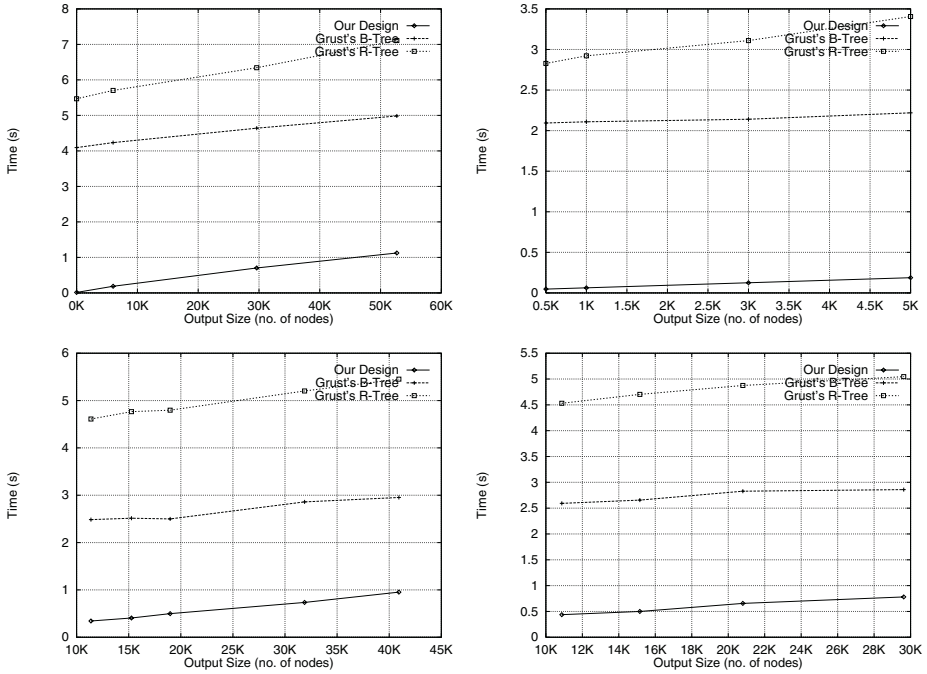 8
7
6
5
4
3
2
1
0
Time (s)
Our Design
Grust's B-Tree
Grust's R-Tree
0K 10K 20K 30K 40K 50K 60K
Output Size (no. of nodes)
3.5
3
2.5
2
1.5
1
0.5
0
Time (s)
Our Design
Grust's B-Tree
Grust's R-Tree
0.5K 1K 1.5K 2K 2.5K 3K 3.5K 4K 4.5K 5K
Output Size (no. of nodes)
6
5
4
3
2
1
0
Time (s)
Our Design
Grust's B-Tree
Grust's R-Tree
10K 15K 20K 25K 30K 35K 40K 45K
Output Size (no. of nodes)
5.5
5
4.5
4
3.5
3
2.5
2
1.5
1
0.5
0
Time (s)
Our Design
Grust's B-Tree
Grust's R-Tree
10K 12K 14K 16K 18K 20K 22K 24K 26K 28K 30K
Output Size (no. of nodes)